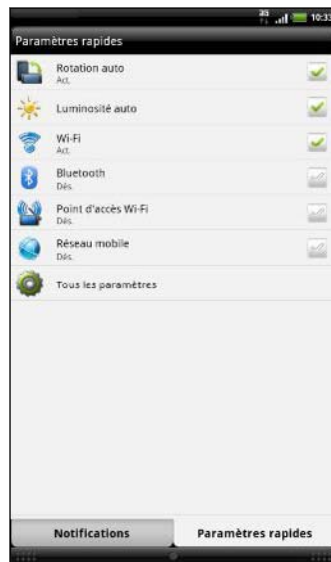 3G 10:33
Paramètres rapides
Rotation auto
Act.
Luminosité auto
Wi-Fi
Act.
Bluetooth
Dés.
Point d'accès Wi-Fi
Dés.
Réseau mobile
Dés.
Tous les paramètres
Notifications Paramètres rapides